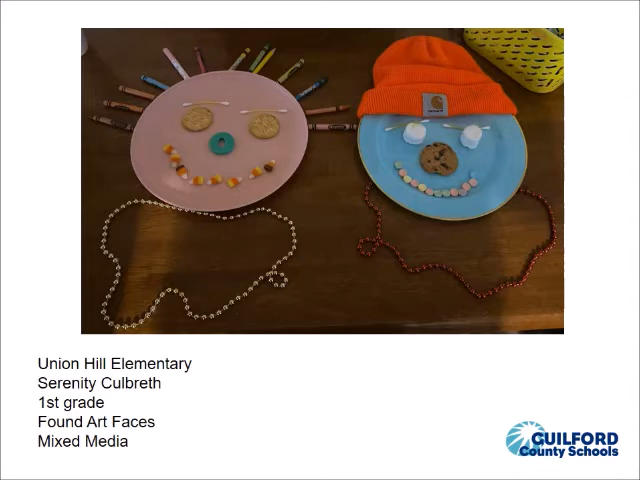 Union Hill Elementary
Serenity Culbreth
1st grade
Found Art Faces
Mixed Media
GUILFORD
County Schools